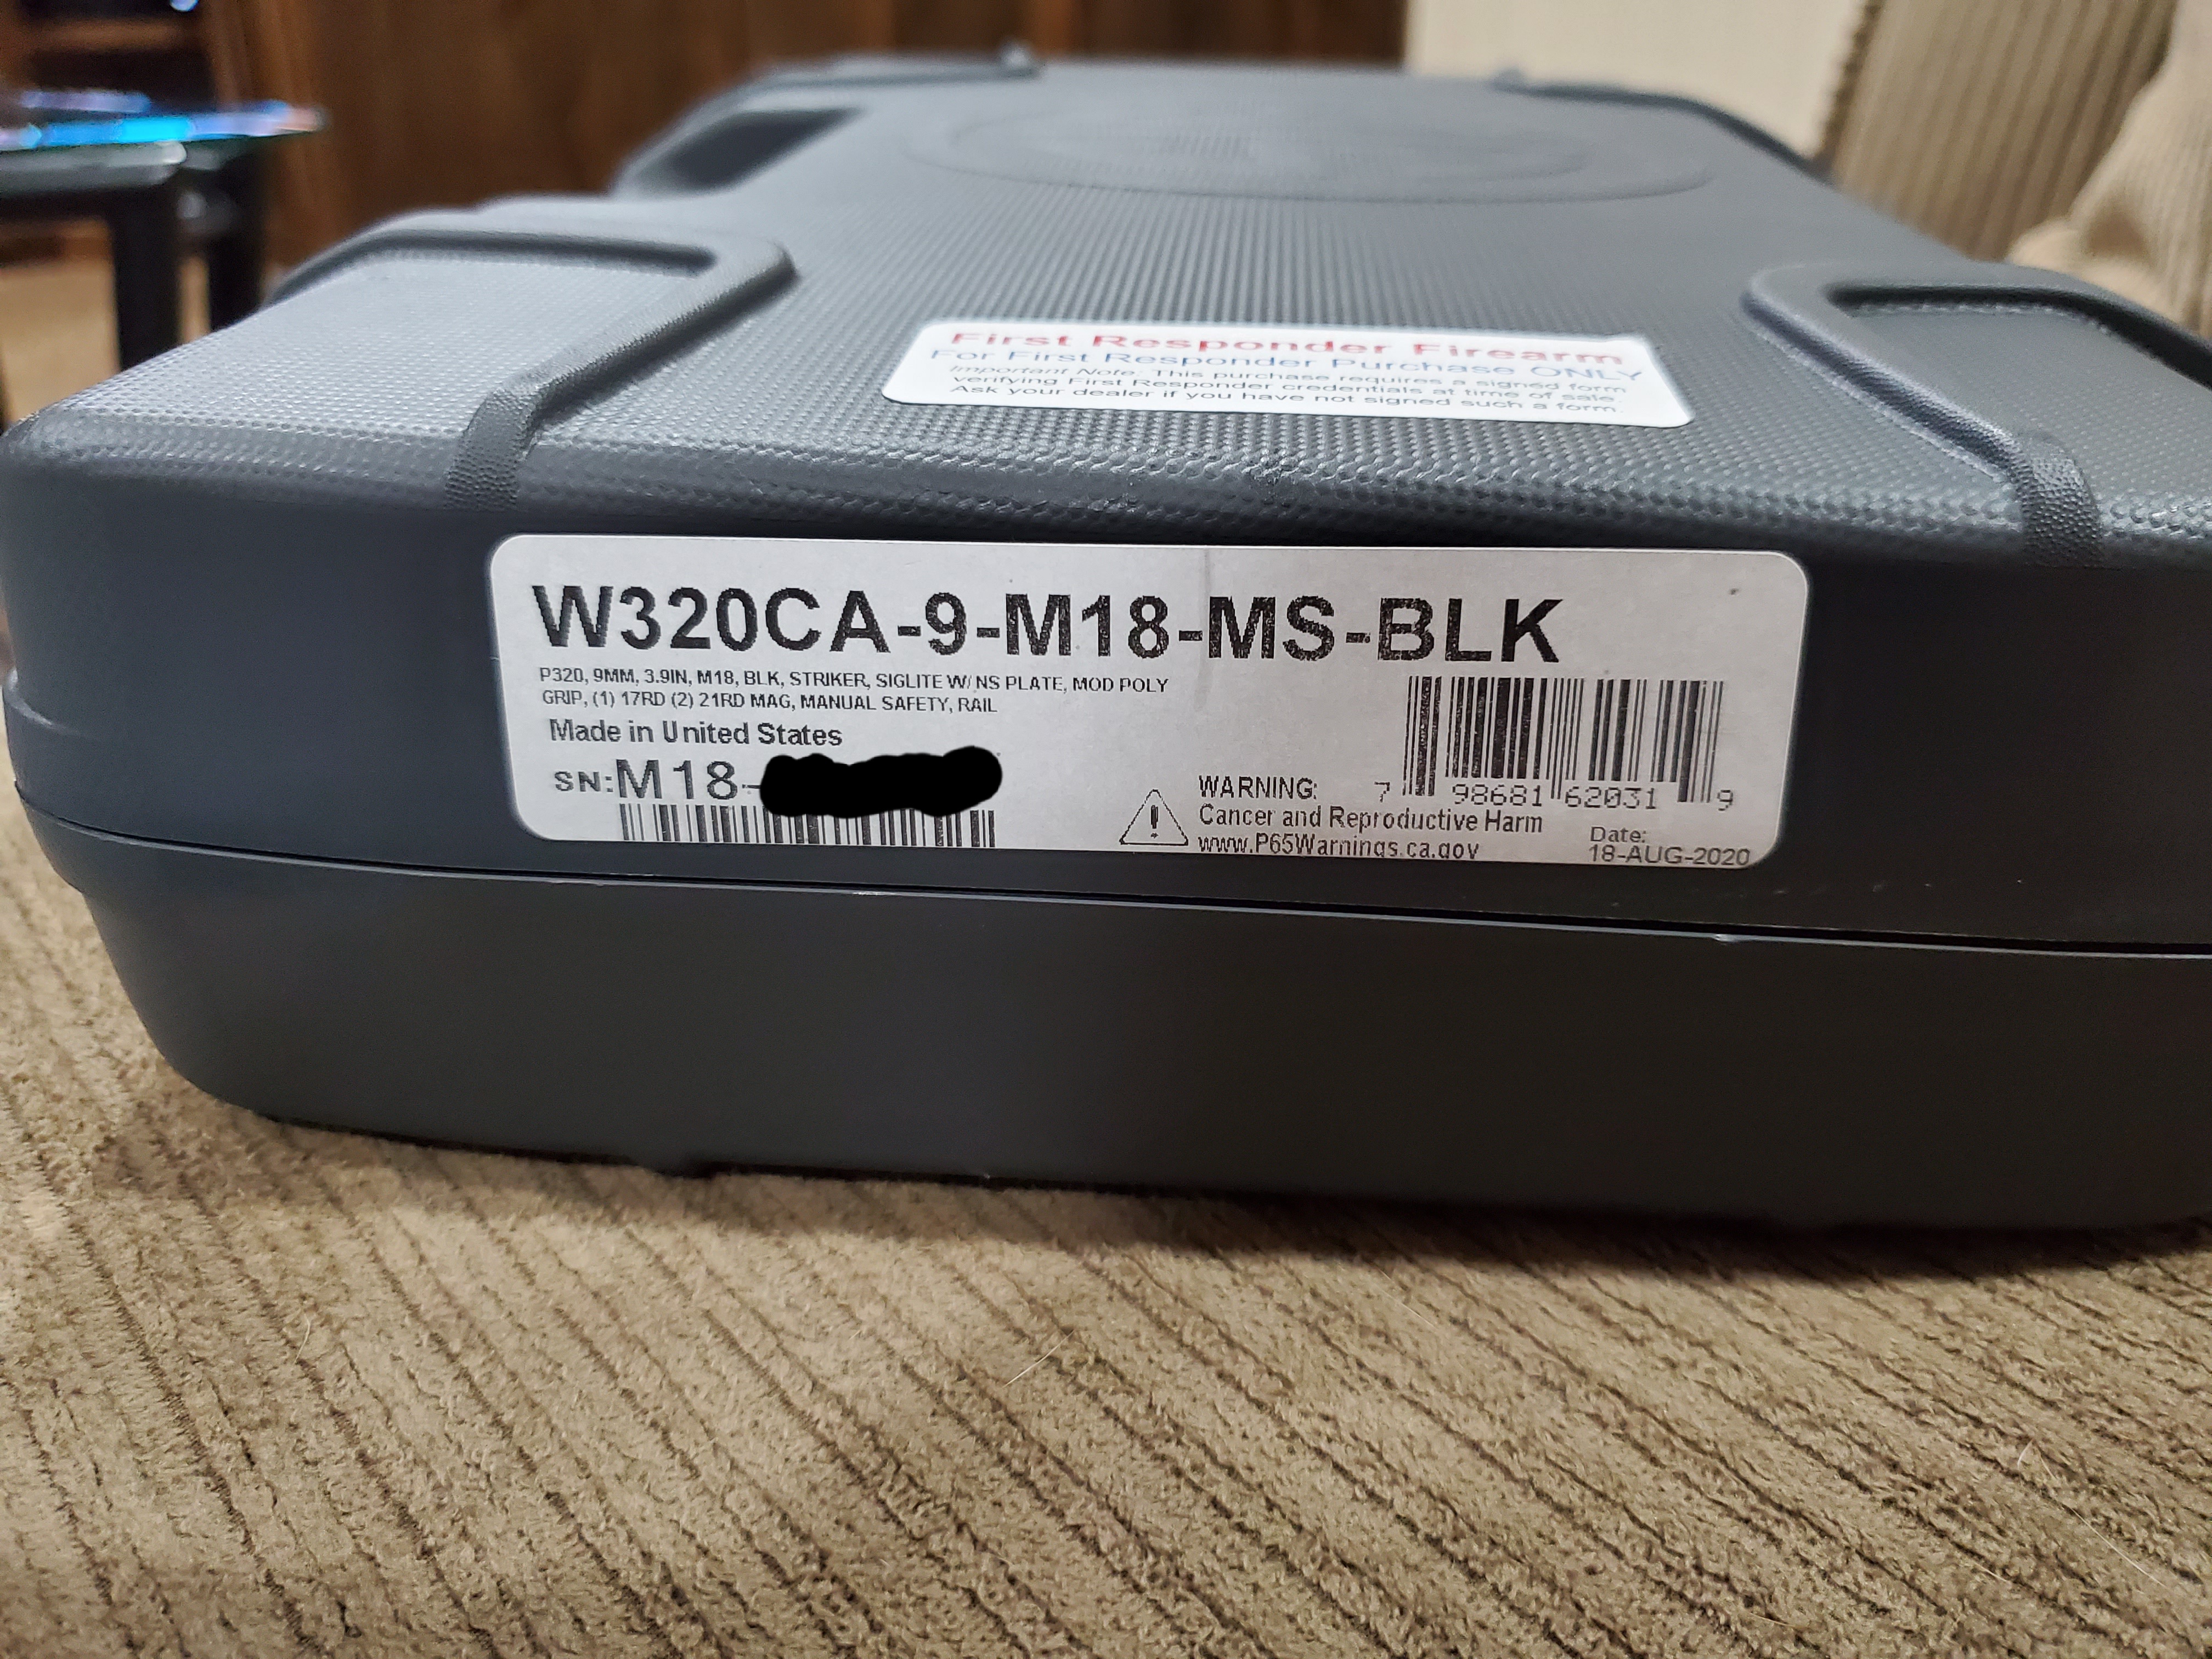 First Responder Firearm
For First Responder Purchase ONLY
Important Note: This purchase requires a signed form
verifying First Responder credentials at time of sale.
Ask your dealer if you have not signed such a form.
W320CA-9-M18-MS-BLK
P320, 9MM, 3.9IN, M18, BLK, STRIKER, SIGLITE W/NS PLATE, MOD POLY
GRIP, (1) 17RD (2) 21RD MAG, MANUAL SAFETY, RAIL
Made in United States
SN:M18-
WARNING:
Cancer and Reproductive Harm
www.P65Warnings.ca.gov
7 98681 62031 9
Date:
18-AUG-2020